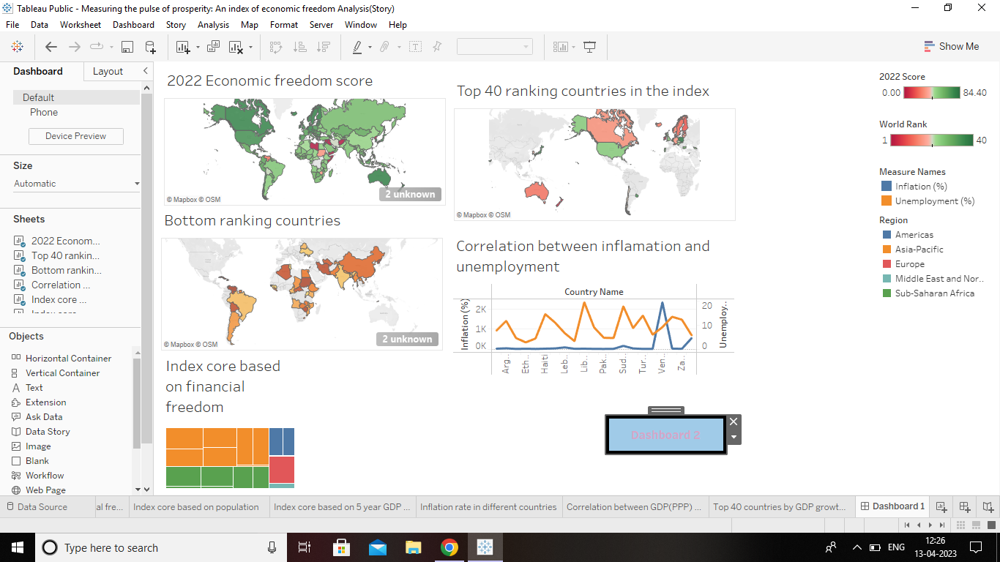 Tableau Public - Measuring the pulse of prosperity: An index of economic freedom Analysis(Story)
File Data Worksheet Dashboard Story Analysis Map Format Server Window Help
Show Me
Dashboard Layout
Default
Phone
Device Preview
Size
Automatic
Sheets
2022 Econom...
Top 40 rankin...
Bottom rankin...
Correlation ...
Index core ...
Objects
Horizontal Container
Vertical Container
Text
Extension
Ask Data
Data Story
Image
Blank
Workflow
Web Page
2022 Economic freedom score
© Mapbox © OSM
2 unknown
Top 40 ranking countries in the index
© Mapbox © OSM
Bottom ranking countries
© Mapbox © OSM
2 unknown
Correlation between inflamation and
unemployment
Country Name
Inflation (%)
2K
1K
0K
20
10
0
Unemploy..
Arg..
Eth..
Haiti
Leb..
Lib..
Pak..
Sud..
Tur..
Ven..
Za..
Index core based
on financial
freedom
Dashboard 2
2022 Score
0.00 84.40
World Rank
1 40
Measure Names
Inflation (%)
Unemployment (%)
Region
Americas
Asia-Pacific
Europe
Middle East and Nor..
Sub-Saharan Africa
Data Source al fre... Index core based on population Index core based on 5 year GDP ... Inflation rate in different countries Correlation between GDP(PPP) ... Top 40 countries by GDP growt... Dashboard 1
Type here to search
ENG
12:26
13-04-2023